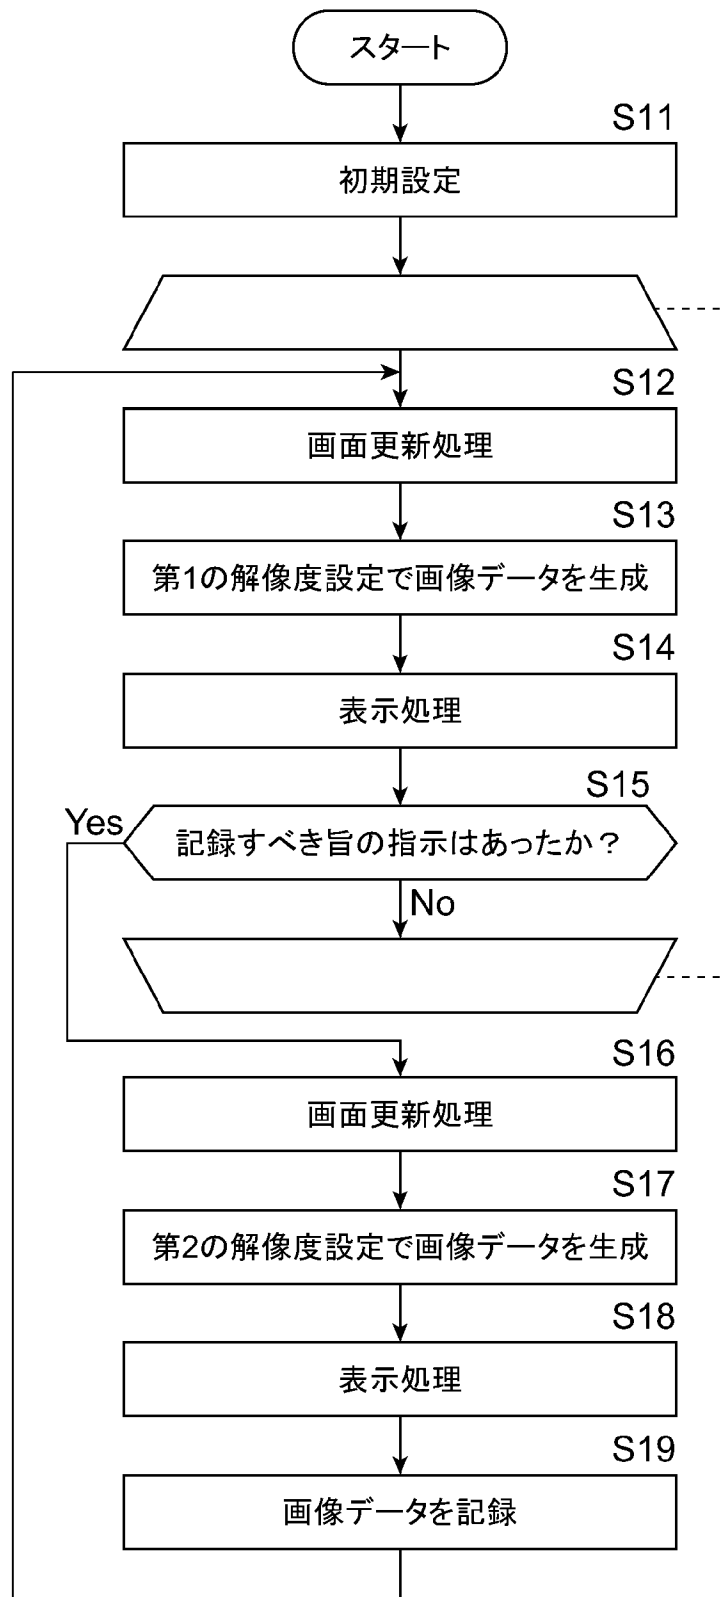 スタート
S11
初期設定
S12
画面更新処理
S13
第1の解像度設定で画像データを生成
S14
表示処理
S15
Yes
記録すべき旨の指示はあったか？
No
S16
画面更新処理
S17
第2の解像度設定で画像データを生成
S18
表示処理
S19
画像データを記録